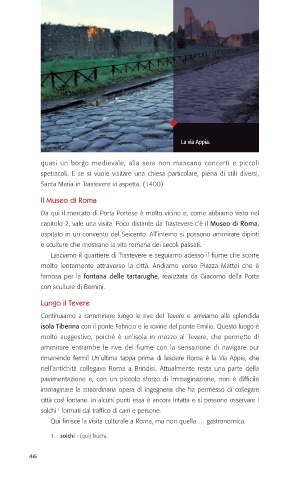 La via Appia.
quasi un borgo medievale, alla sera non mancano concerti e piccoli
spettacoli. E se si vuole visitare una chiesa particolare, piena di stili diversi,
Santa Maria in Trastevere vi aspetta. (1400)
Il Museo di Roma
Da qui il mercato di Porta Portese è molto vicino e, come abbiamo visto nel
capitolo 2, vale una visita. Poco distante da Trastevere c'è il Museo di Roma,
ospitato in un convento del Seicento. All'interno si possono ammirare dipinti
e sculture che mostrano la vita romana dei secoli passati.
Lasciamo il quartiere di Trastevere e seguiamo adesso il fiume che scorre
molto lentamente attraverso la città. Andiamo verso Piazza Mattei che è
famosa per la fontana delle tartarughe, realizzata da Giacomo della Porta
con sculture di Bernini.
Lungo il Tevere
Continuiamo a camminare lungo le rive del Tevere e arriviamo alle splendida
isola Tiberina con il ponte Fabricio e le rovine del ponte Emilio. Questo luogo è
molto suggestivo, poiché è un'isola in mezzo al Tevere, che permette di
ammirare entrambe le rive del fiume con la sensazione di navigare pur
rimanendo fermi! Un'ultima tappa prima di lasciare Roma è la Via Appia, che
nell'antichità collegava Roma a Brindisi. Attualmente resta una parte della
pavimentazione e, con un piccolo sforzo di immaginazione, non è difficile
immaginare la straordinaria opera di ingegneria che ha permesso di collegare
città così lontane. In alcuni punti essa è ancora intatta e si possono osservare i
solchi ¹ formati dal traffico di carri e persone.
Qui finisce la visita culturale a Roma, ma non quella … gastronomica.
1. solchi : (qui) buchi.
46